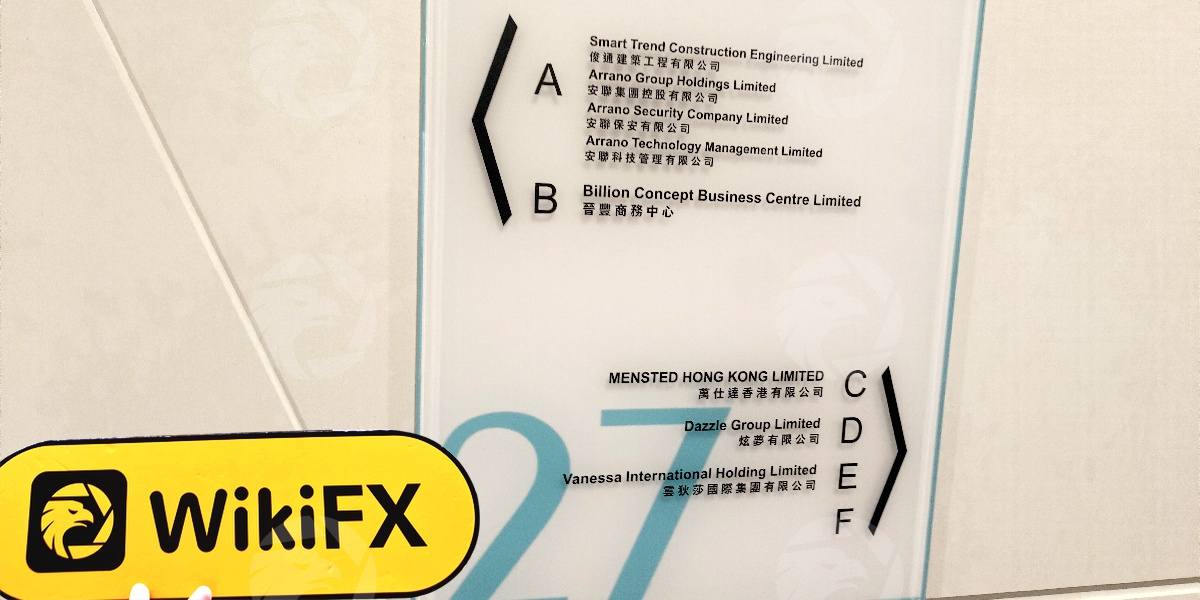 Smart Trend Construction Engineering Limited
俊通建築工程有限公司
A
Arrano Group Holdings Limited
安聯集團控股有限公司
Arrano Security Company Limited
安聯保安有限公司
Arrano Technology Management Limited
安聯科技管理有限公司
B
Billion Concept Business Centre Limited
晉豐商務中心
MENSTED HONG KONG LIMITED
C
萬仕達香港有限公司
Dazzle Group Limited
D
炫夢有限公司
Vanessa International Holding Limited
E
雲狄莎國際集團有限公司
F
27
WikiFX